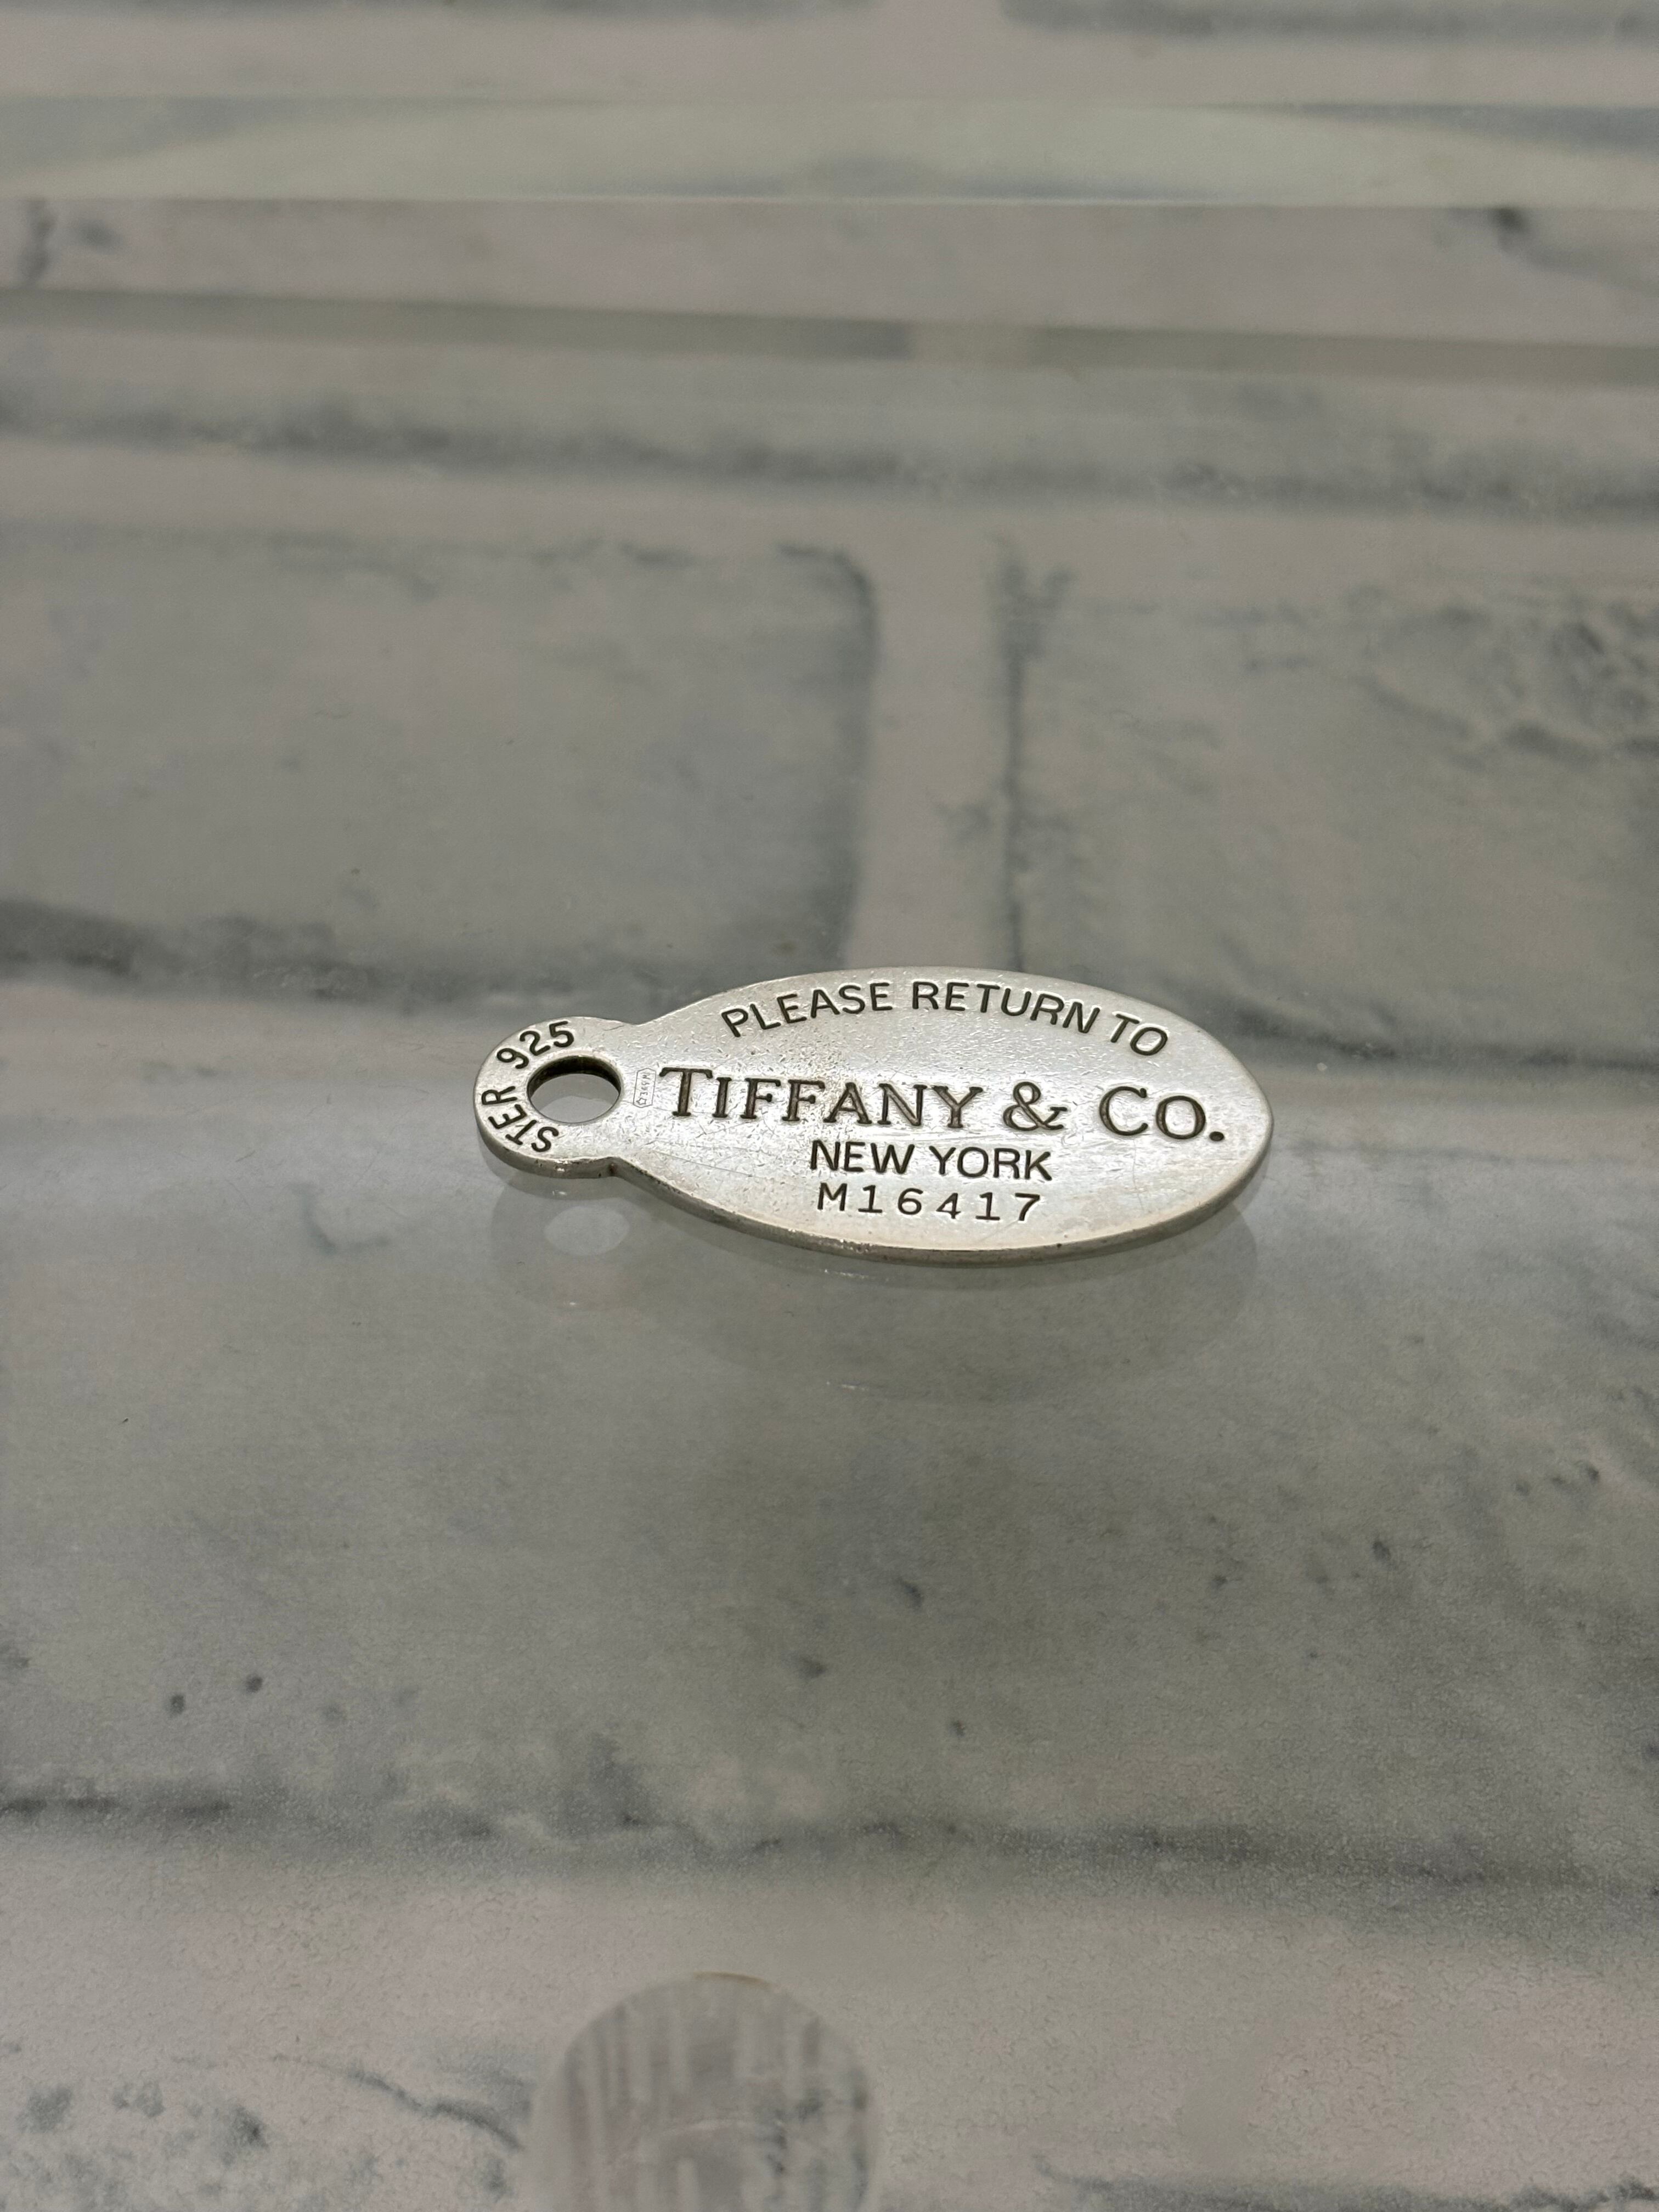 STER 925
PLEASE RETURN TO
TIFFANY & CO.
NEW YORK
M16417